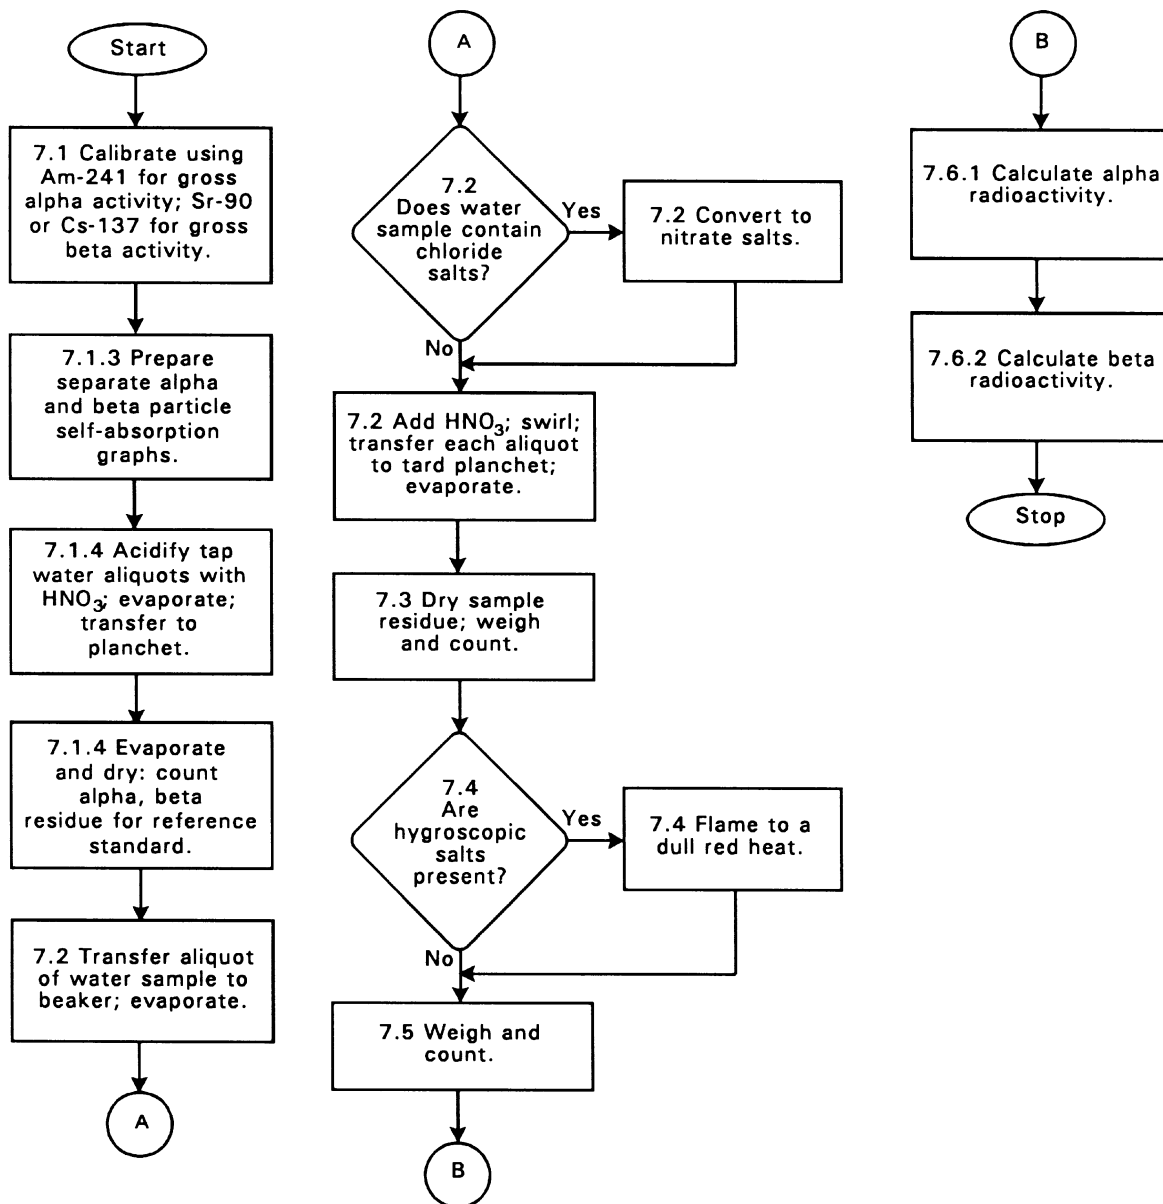 Start
7.1 Calibrate using
Am-241 for gross
alpha activity; Sr-90
or Cs-137 for gross
beta activity.
7.1.3 Prepare
separate alpha
and beta particle
self-absorption
graphs.
7.1.4 Acidify tap
water aliquots with
HNO3; evaporate;
transfer to
planchet.
7.1.4 Evaporate
and dry: count
alpha, beta
residue for reference
standard.
7.2 Transfer aliquot
of water sample to
beaker; evaporate.
A
A
7.2
Does water
sample contain
chloride
salts?
Yes
7.2 Convert to
nitrate salts.
No
7.2 Add HNO3; swirl;
transfer each aliquot
to tard planchet;
evaporate.
7.3 Dry sample
residue; weigh
and count.
7.4
Are
hygroscopic
salts
present?
Yes
7.4 Flame to a
dull red heat.
No
7.5 Weigh and
count.
B
B
7.6.1 Calculate alpha
radioactivity.
7.6.2 Calculate beta
radioactivity.
Stop